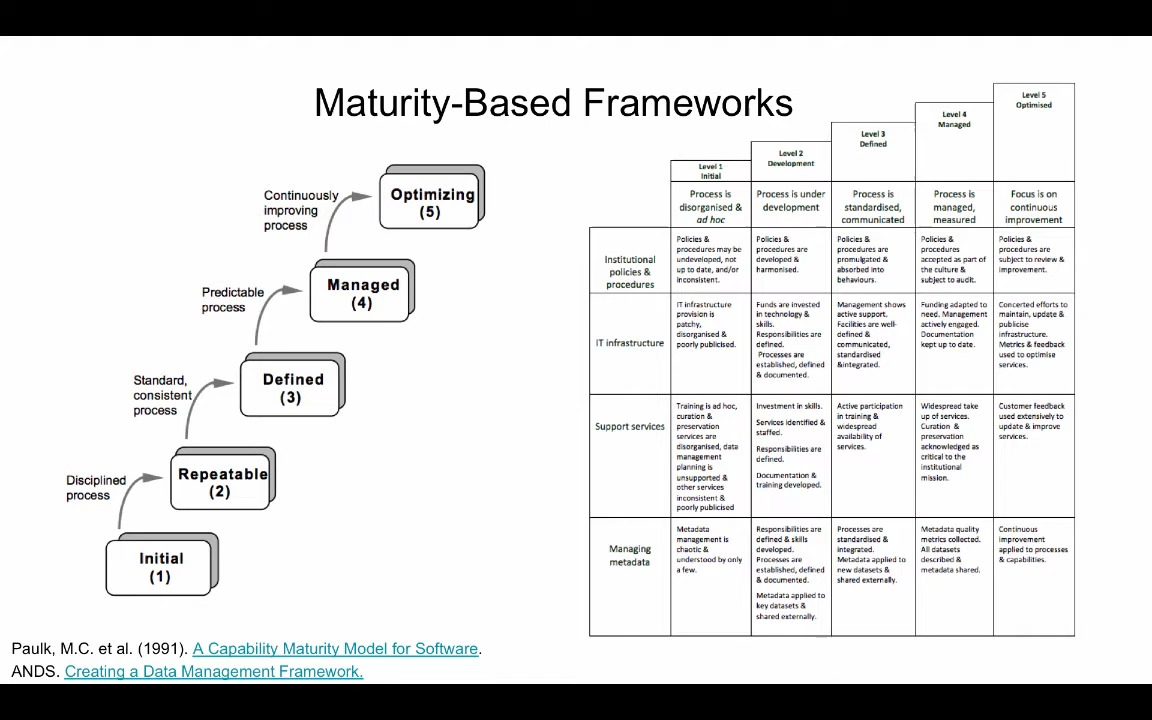 Maturity-Based Frameworks
Continuously
improving
process
Optimizing
(5)
Predictable
process
Managed
(4)
Standard,
consistent
process
Defined
(3)
Disciplined
process
Repeatable
(2)
Initial
(1)
Level 1
Initial
Level 2
Development
Level 3
Defined
Level 4
Managed
Level 5
Optimised
Process is
disorganised &
ad hoc
Process is under
development
Process is
standardised,
communicated
Process is
managed,
measured
Focus is on
continuous
improvement
Institutional
policies &
procedures
Policies &
procedures may be
undeveloped, not
up to date, and/or
inconsistent.
Policies &
procedures are
developed &
harmonised.
Policies &
procedures are
promulgated &
absorbed into
behaviours.
Policies &
procedures
accepted as part of
the culture &
subject to audit.
Policies &
procedures are
subject to review &
improvement.
IT infrastructure
IT infrastructure
provision is
patchy,
disorganised &
poorly publicised.
Funds are invested
in technology &
skills.
Responsibilities are
defined.
Processes are
established, defined
& documented.
Management shows
active support.
Facilities are well-
defined &
communicated,
standardised
&integrated.
Funding adapted to
need. Management
actively engaged.
Documentation
kept up to date.
Concerted efforts to
maintain, update &
publicise
infrastructure.
Metrics & feedback
used to optimise
services.
Support services
Training is ad hoc,
curation &
preservation
services are
disorganised, data
management
planning is
unsupported &
other services
inconsistent &
poorly publicised
Investment in skills.
Services identified &
staffed.
Responsibilities are
defined.
Documentation &
training developed.
Active participation
in training &
widespread
availability of
services.
Widespread take
up of services.
Curation &
preservation
acknowledged as
critical to the
institutional
mission.
Customer feedback
used extensively to
update & improve
services.
Managing
metadata
Metadata
management is
chaotic &
understood by only
a few.
Responsibilities are
defined & skills
developed.
Processes are
established, defined
& documented.
Metadata applied to
key datasets &
shared externally.
Processes are
standardised &
integrated.
Metadata applied to
new datasets &
shared externally.
Metadata quality
metrics collected.
All datasets
described &
metadata shared.
Continuous
improvement
applied to processes
& capabilities.
Paulk, M.C. et al. (1991). A Capability Maturity Model for Software.
ANDS. Creating a Data Management Framework.